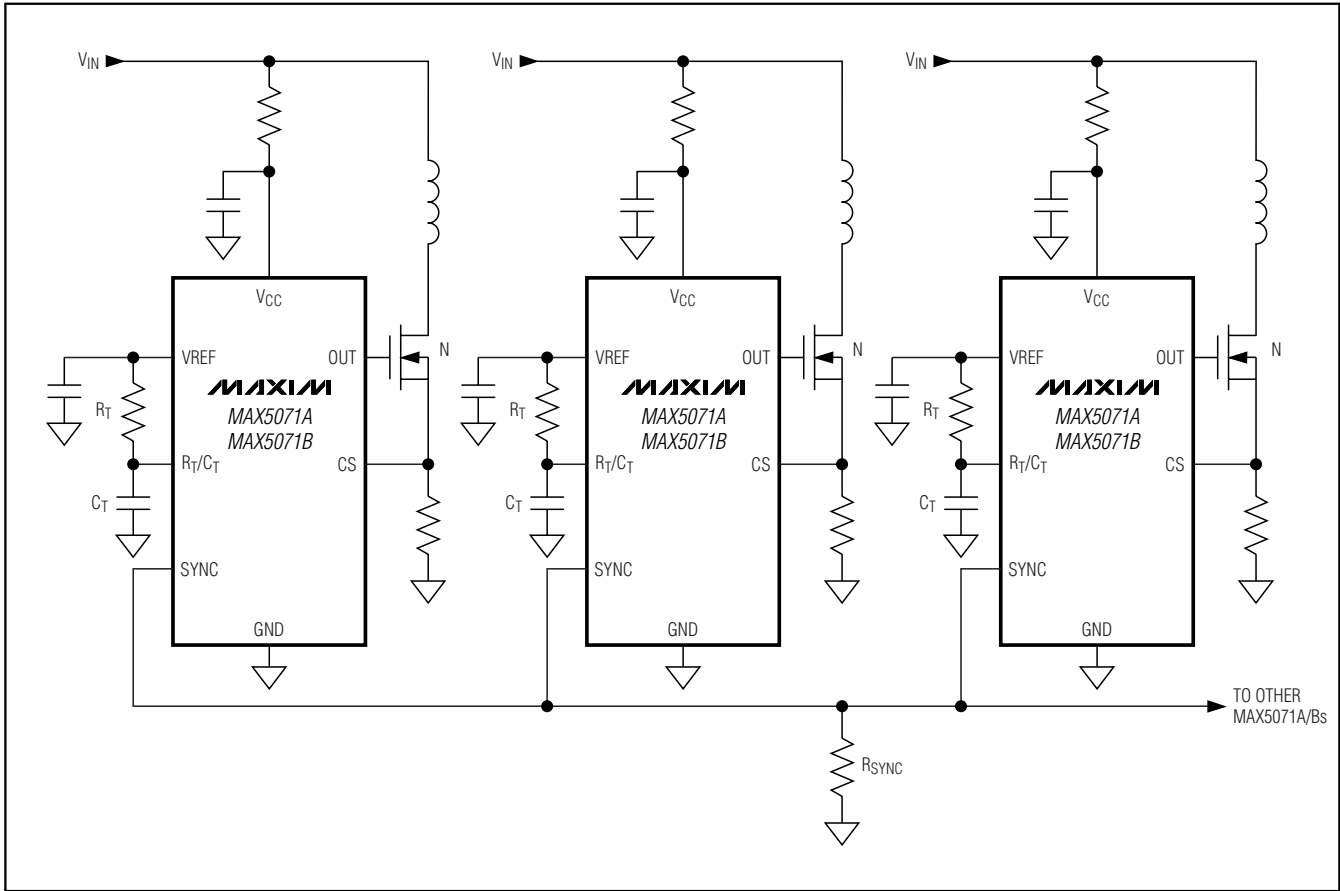 VIN
VCC
VREF
OUT
N
MAXIM
MAX5071A
MAX5071B
RT
RT/CT
CS
CT
SYNC
GND
VIN
VCC
VREF
OUT
N
MAXIM
MAX5071A
MAX5071B
RT
RT/CT
CS
CT
SYNC
GND
VIN
VCC
VREF
OUT
N
MAXIM
MAX5071A
MAX5071B
RT
RT/CT
CS
CT
SYNC
GND
TO OTHER
MAX5071A/Bs
RSYNC